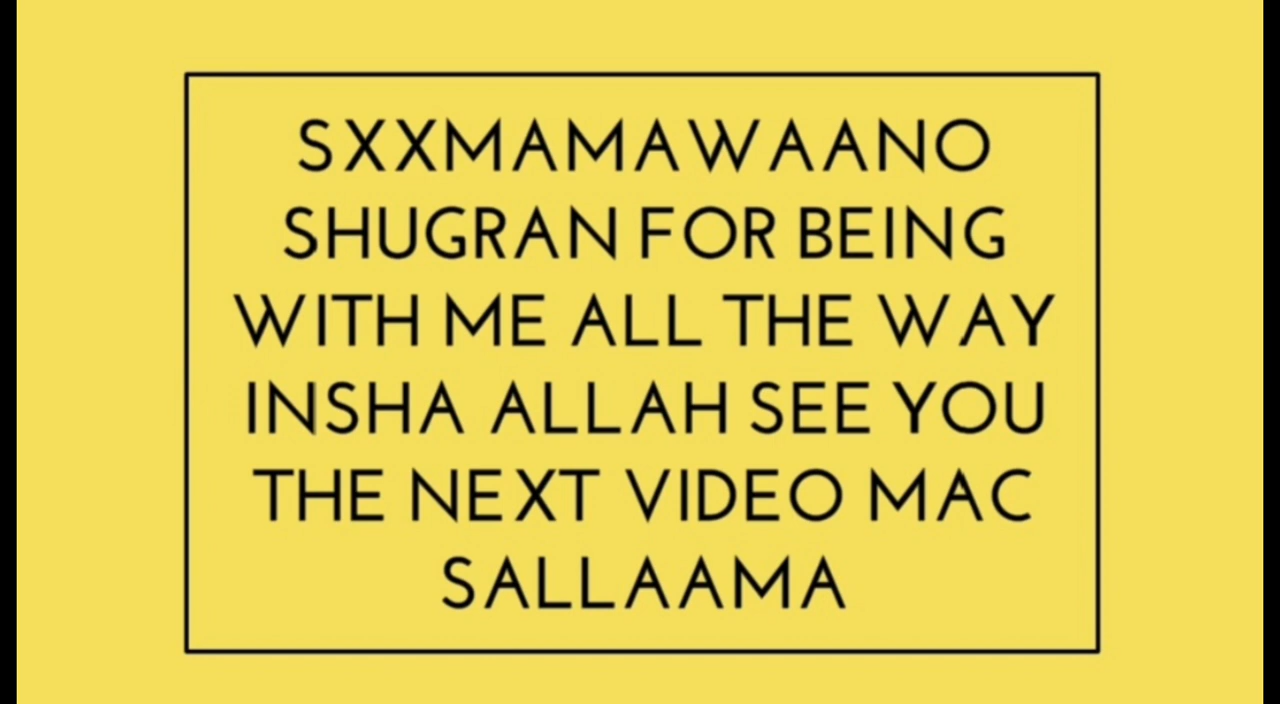 SXXMAMAWAANO
SHUGRAN FOR BEING
WITH ME ALL THE WAY
INSHA ALLAH SEE YOU
THE NEXT VIDEO MAC
SALLAAMA